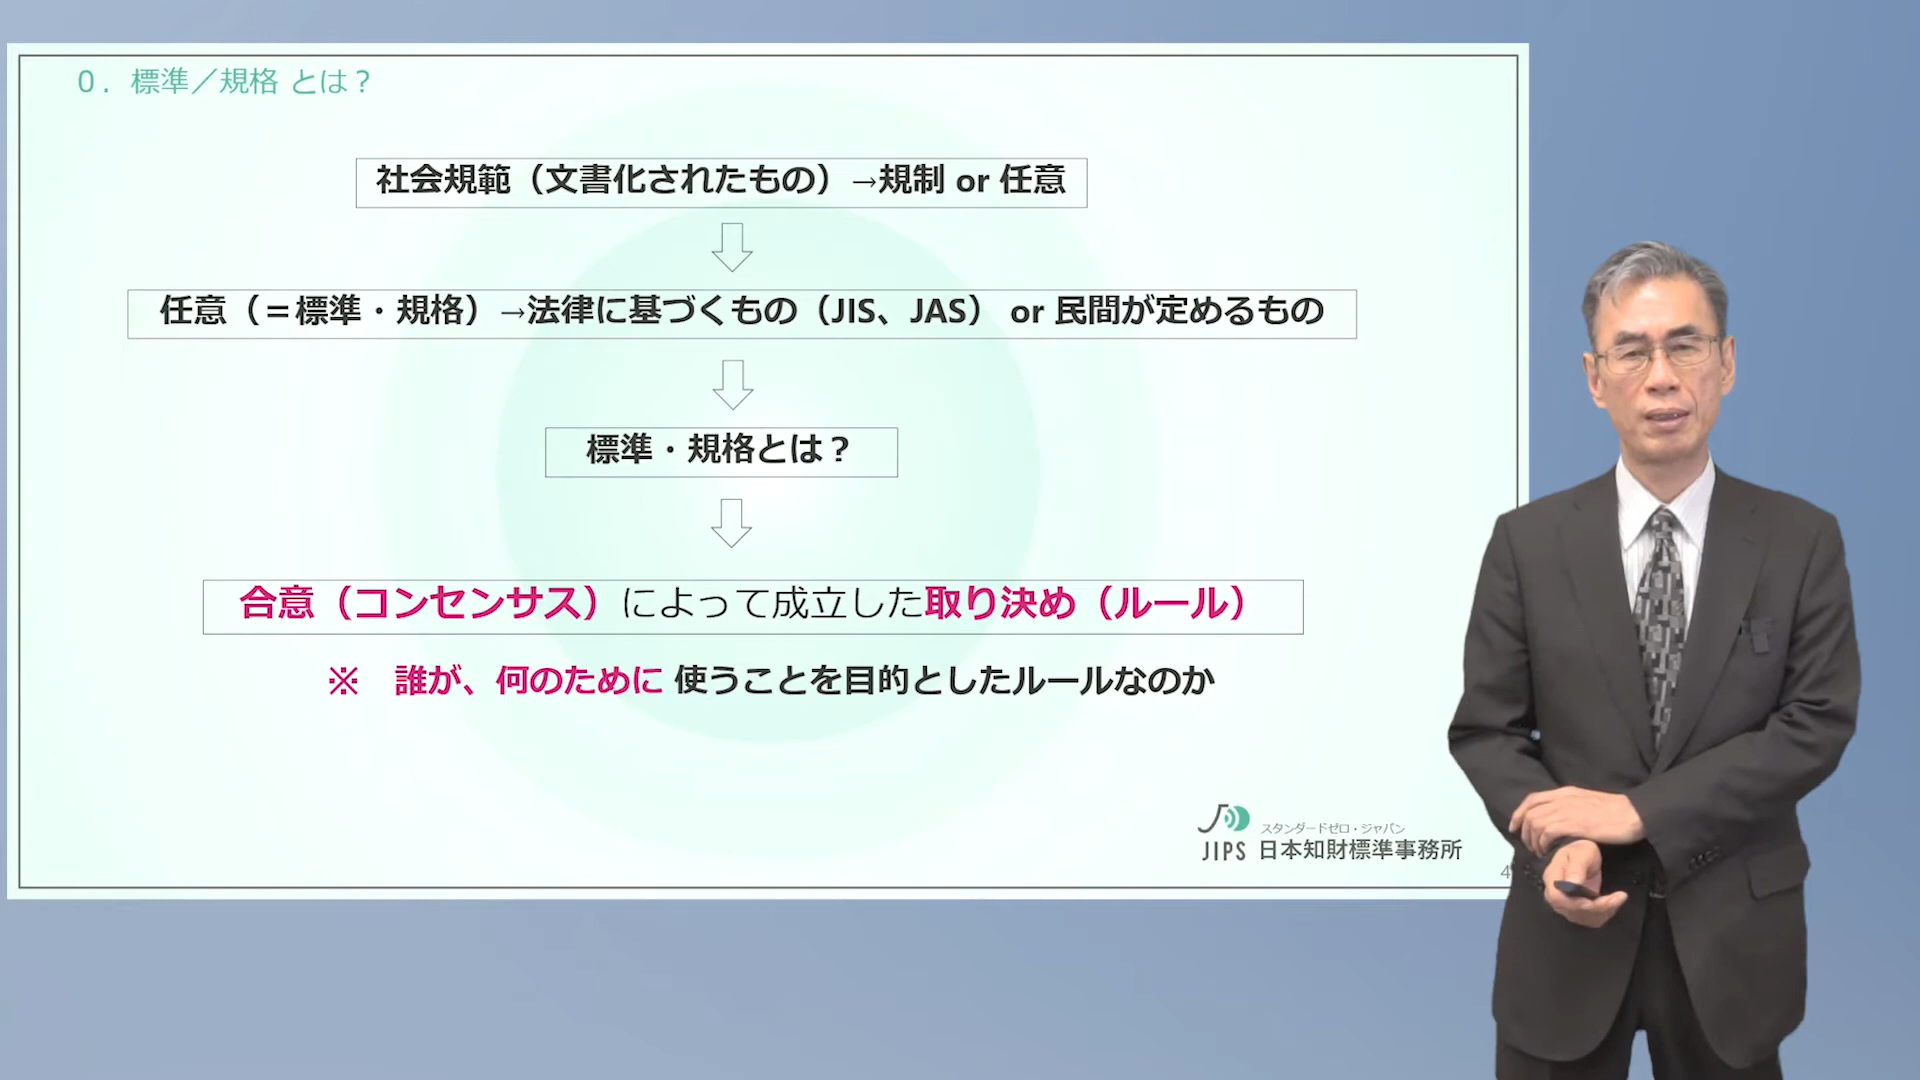 ０．標準／規格 とは？
社会規範（文書化されたもの）→規制 or 任意
任意（＝標準・規格）→法律に基づくもの（JIS、JAS） or 民間が定めるもの
標準・規格とは？
合意（コンセンサス）によって成立した取り決め（ルール）
※　誰が、何のために 使うことを目的としたルールなのか
スタンダードゼロ・ジャパン
JIPS 日本知財標準事務所
4